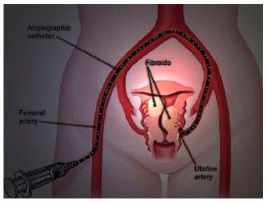 Angiographic
catheter
Fibroids
Femoral
artery
Uterine
artery